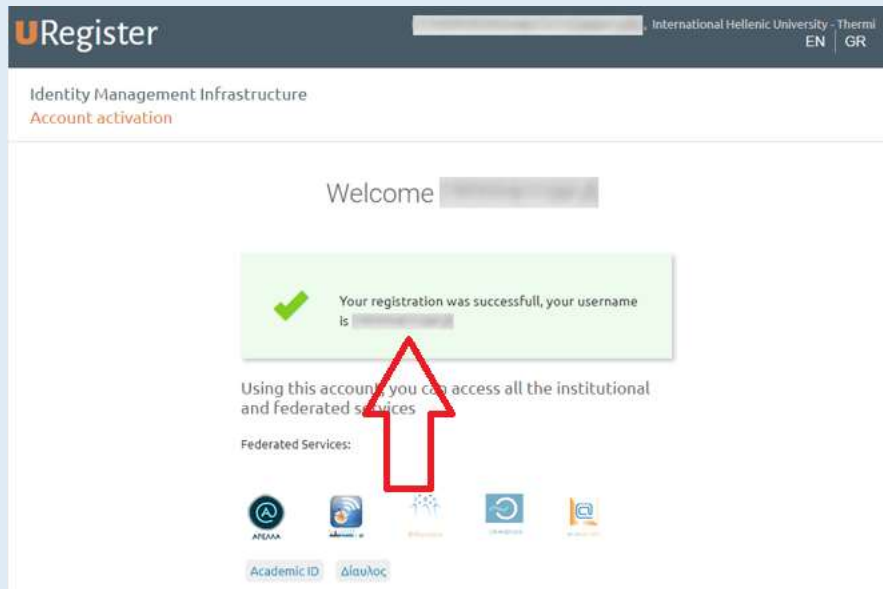 URegister
, International Hellenic University - Thermi
EN | GR
Identity Management Infrastructure
Account activation
Welcome
Your registration was successfull, your username
is
Using this account, you can access all the institutional
and federated services
Federated Services:
ΑΡΕΛΛΑ
Academic ID Δίαυλος